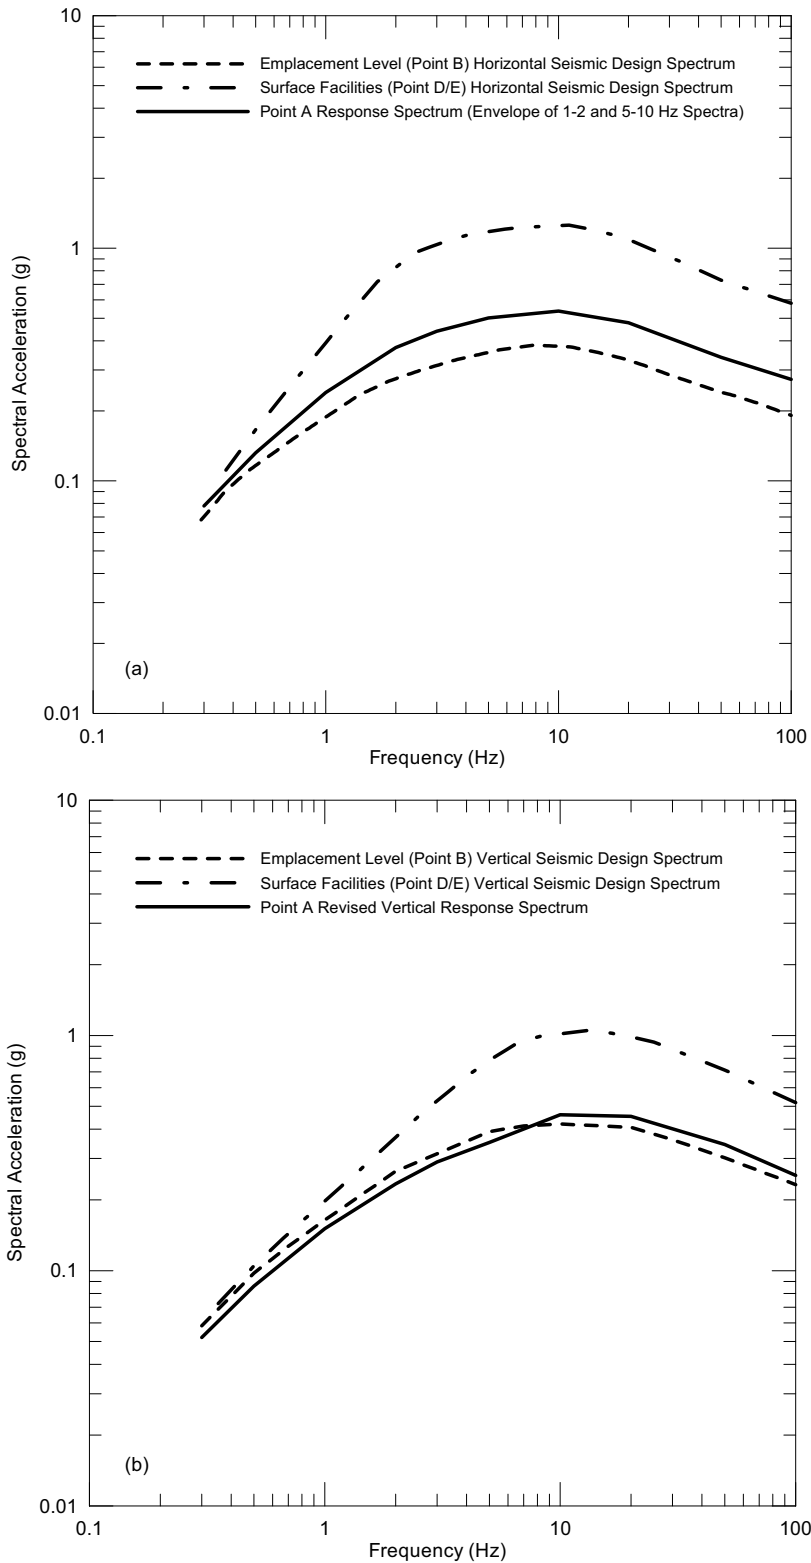 10
Emplacement Level (Point B) Horizontal Seismic Design Spectrum
Surface Facilities (Point D/E) Horizontal Seismic Design Spectrum
Point A Response Spectrum (Envelope of 1-2 and 5-10 Hz Spectra)
1
Spectral Acceleration (g)
0.1
(a)
0.01
0.1 1 10 100
Frequency (Hz)
10
Emplacement Level (Point B) Vertical Seismic Design Spectrum
Surface Facilities (Point D/E) Vertical Seismic Design Spectrum
Point A Revised Vertical Response Spectrum
1
Spectral Acceleration (g)
0.1
(b)
0.01
0.1 1 10 100
Frequency (Hz)